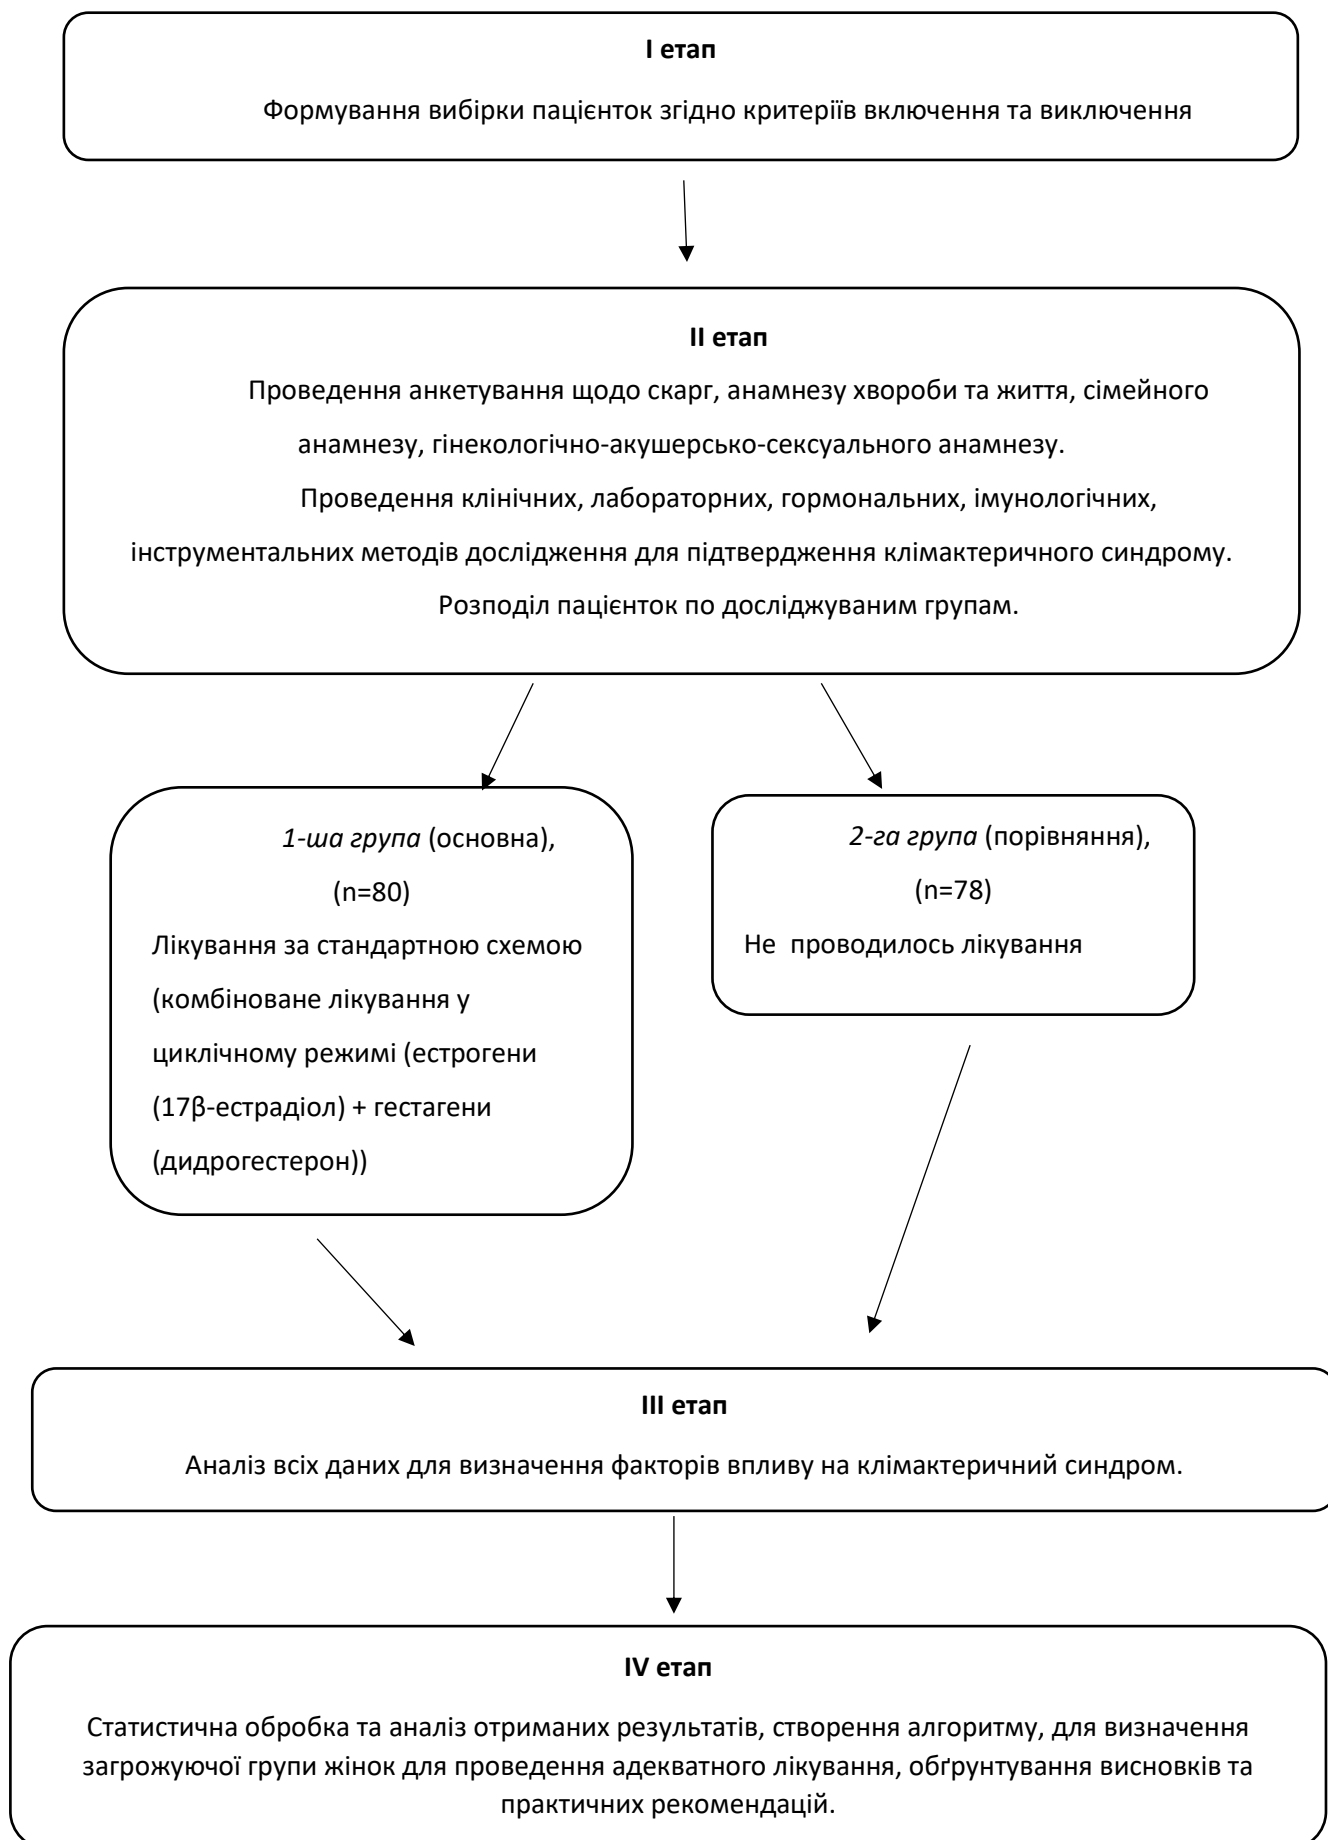 І етап
Формування вибірки пацієнток згідно критеріїв включення та виключення
ІІ етап
Проведення анкетування щодо скарг, анамнезу хвороби та життя, сімейного
анамнезу, гінекологічно-акушерсько-сексуального анамнезу.
Проведення клінічних, лабораторних, гормональних, імунологічних,
інструментальних методів дослідження для підтвердження клімактеричного синдрому.
Розподіл пацієнток по досліджуваним групам.
1-ша група (основна),
(n=80)
Лікування за стандартною схемою
(комбіноване лікування у
циклічному режимі (естрогени
(17β-естрадіол) + гестагени
(дидрогестерон))
2-га група (порівняння),
(n=78)
Не проводилось лікування
ІІІ етап
Аналіз всіх даних для визначення факторів впливу на клімактеричний синдром.
IV етап
Статистична обробка та аналіз отриманих результатів, створення алгоритму, для визначення
загрожуючої групи жінок для проведення адекватного лікування, обґрунтування висновків та
практичних рекомендацій.